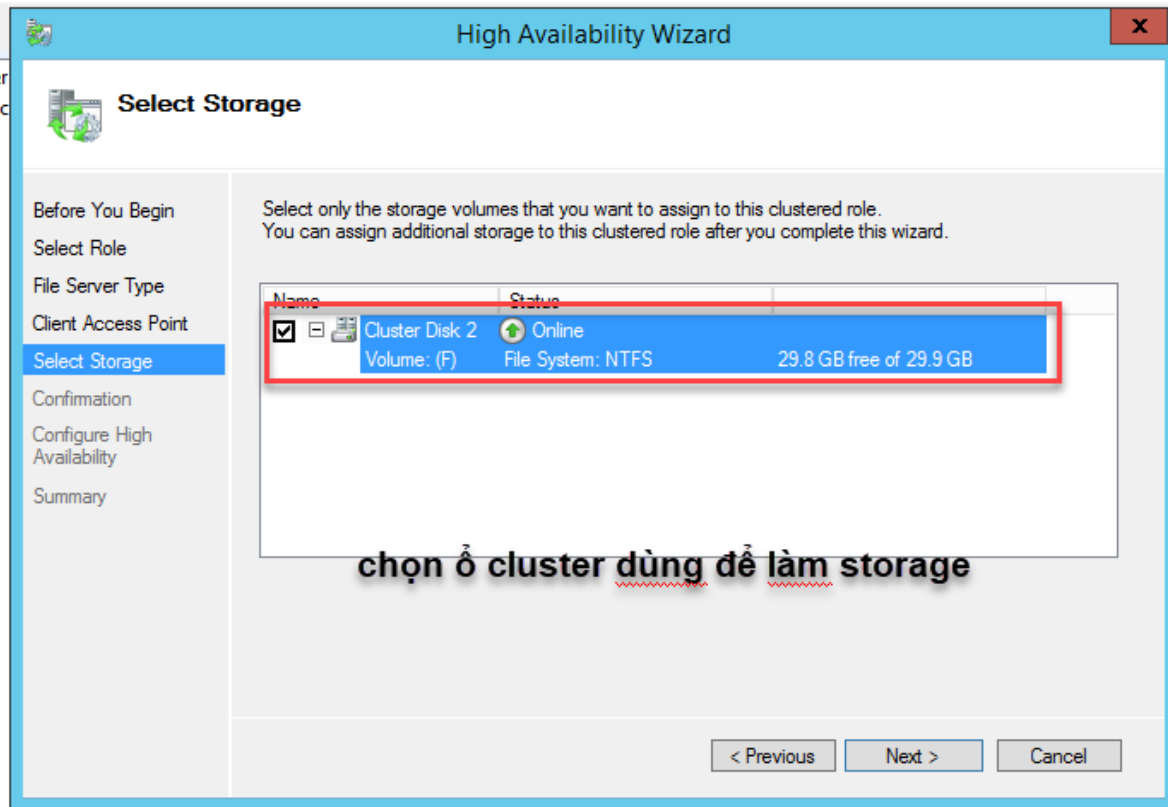 High Availability Wizard
x
Select Storage
Before You Begin
Select Role
File Server Type
Client Access Point
Select Storage
Confirmation
Configure High
Availability
Summary
Select only the storage volumes that you want to assign to this clustered role.
You can assign additional storage to this clustered role after you complete this wizard.
Name Status
Cluster Disk 2 Online
Volume: (F) File System: NTFS 29.8 GB free of 29.9 GB
chọn ổ cluster dùng để làm storage
< Previous Next > Cancel